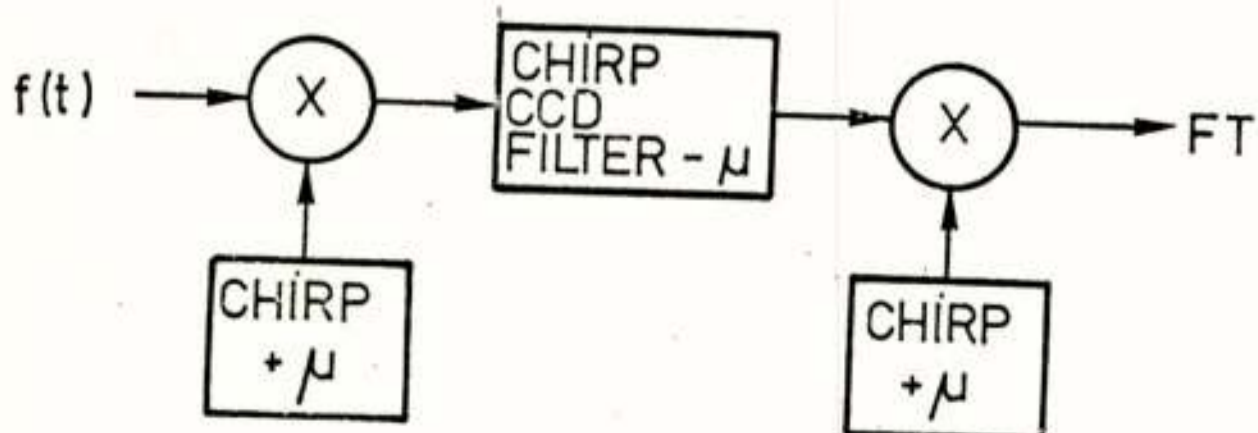 f(t)
X
CHİRP
CCD
FILTER - μ
X
FT
CHİRP
+ μ
CHİRP
+ μ